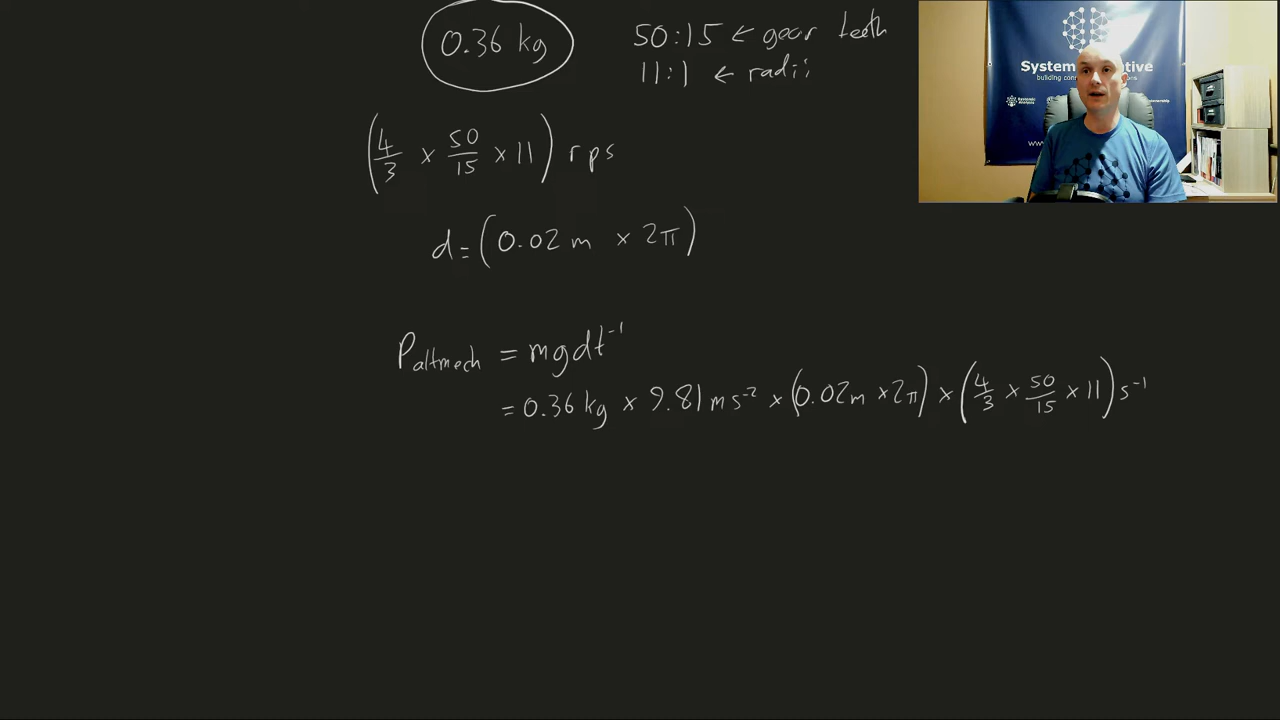 0.36 kg
50:15 ← gear teeth
11:1 ← radii
(4/3 × 50/15 × 11) rps
d = (0.02 m × 2π)
P_altmech = mgdt⁻¹
= 0.36 kg × 9.81 ms⁻² × (0.02m × 2π) × (4/3 × 50/15 × 11) s⁻¹
System
tive
building con